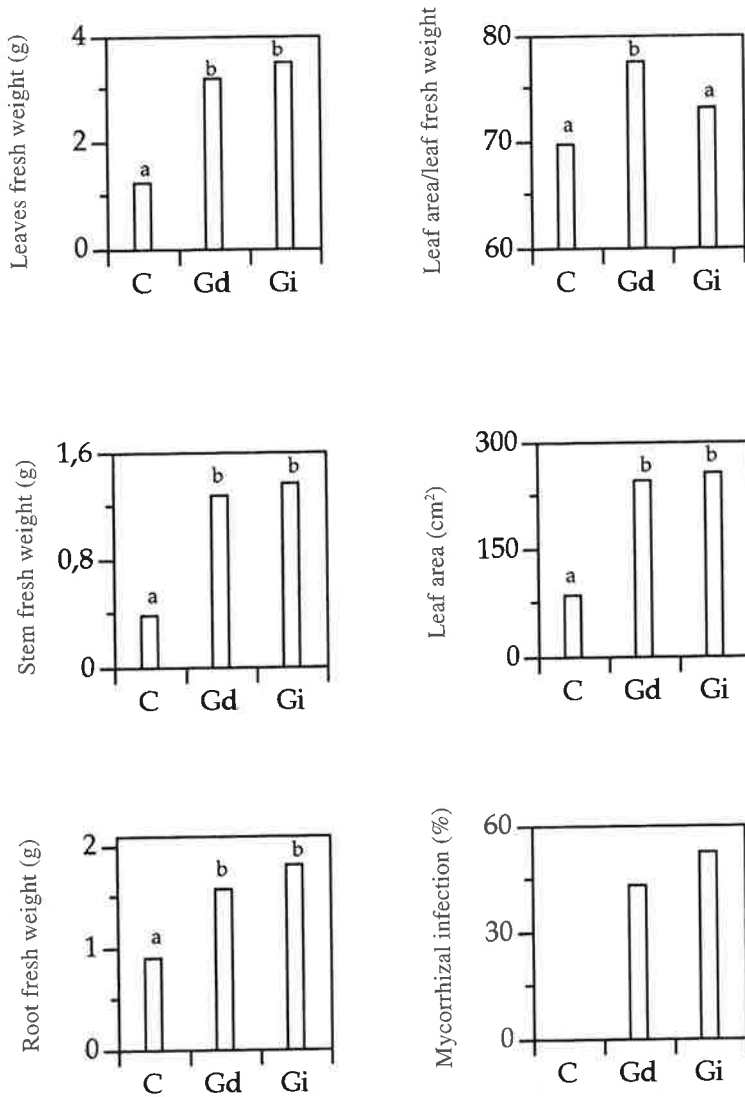 Leaves fresh weight (g)
4
2
0
a
b
b
C Gd Gi
Leaf area/leaf fresh weight
80
70
60
a
b
a
C Gd Gi
Stem fresh weight (g)
1,6
0,8
0
a
b
b
C Gd Gi
Leaf area (cm²)
300
150
0
a
b
b
C Gd Gi
Root fresh weight (g)
2
1
0
a
b
b
C Gd Gi
Mycorrhizal infection (%)
60
30
0
C Gd Gi